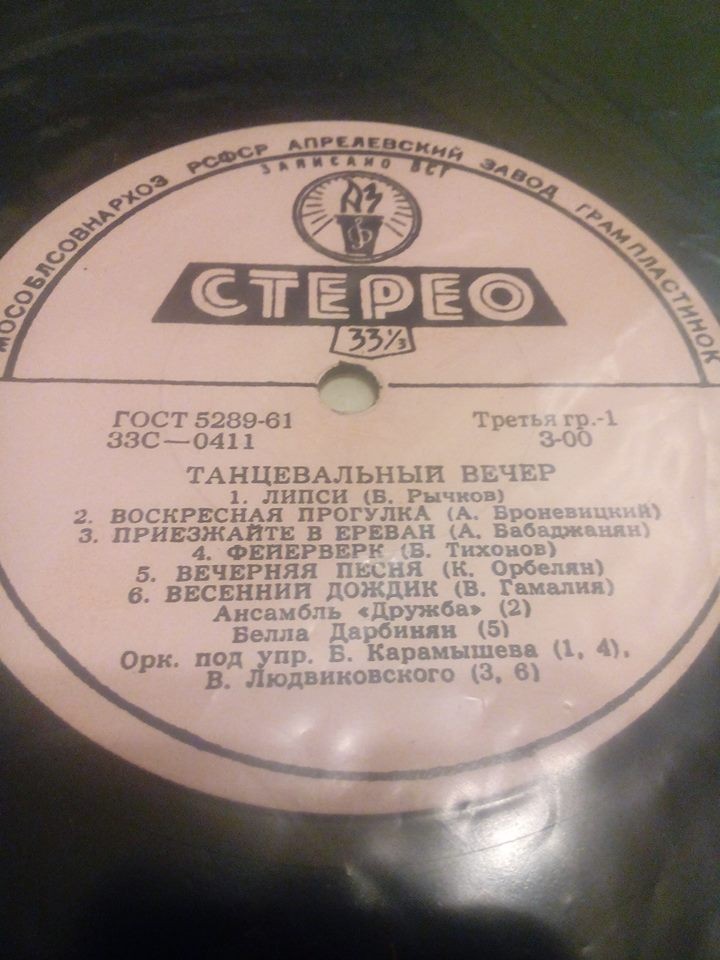 МОСОБЛСОВНАРХОЗ РСФСР АПРЕЛЕВСКИЙ ЗАВОД ГРАМПЛАСТИНОК
ЗАПИСАНО ВСГ
АЗ
СТЕРЕО
33⅓
ГОСТ 5289-61
Третья гр.-1
33С—0411
3-00
ТАНЦЕВАЛЬНЫЙ ВЕЧЕР
1. ЛИПСИ (Б. Рычков)
2. ВОСКРЕСНАЯ ПРОГУЛКА (А. Броневицкий)
3. ПРИЕЗЖАЙТЕ В ЕРЕВАН (А. Бабаджанян)
4. ФЕЙЕРВЕРК (Б. Тихонов)
5. ВЕЧЕРНЯЯ ПЕСНЯ (К. Орбелян)
6. ВЕСЕННИЙ ДОЖДИК (В. Гамалия)
Ансамбль «Дружба» (2)
Белла Дарбинян (5)
Орк. под упр. Б. Карамышева (1, 4),
В. Людвиковского (3, 6)